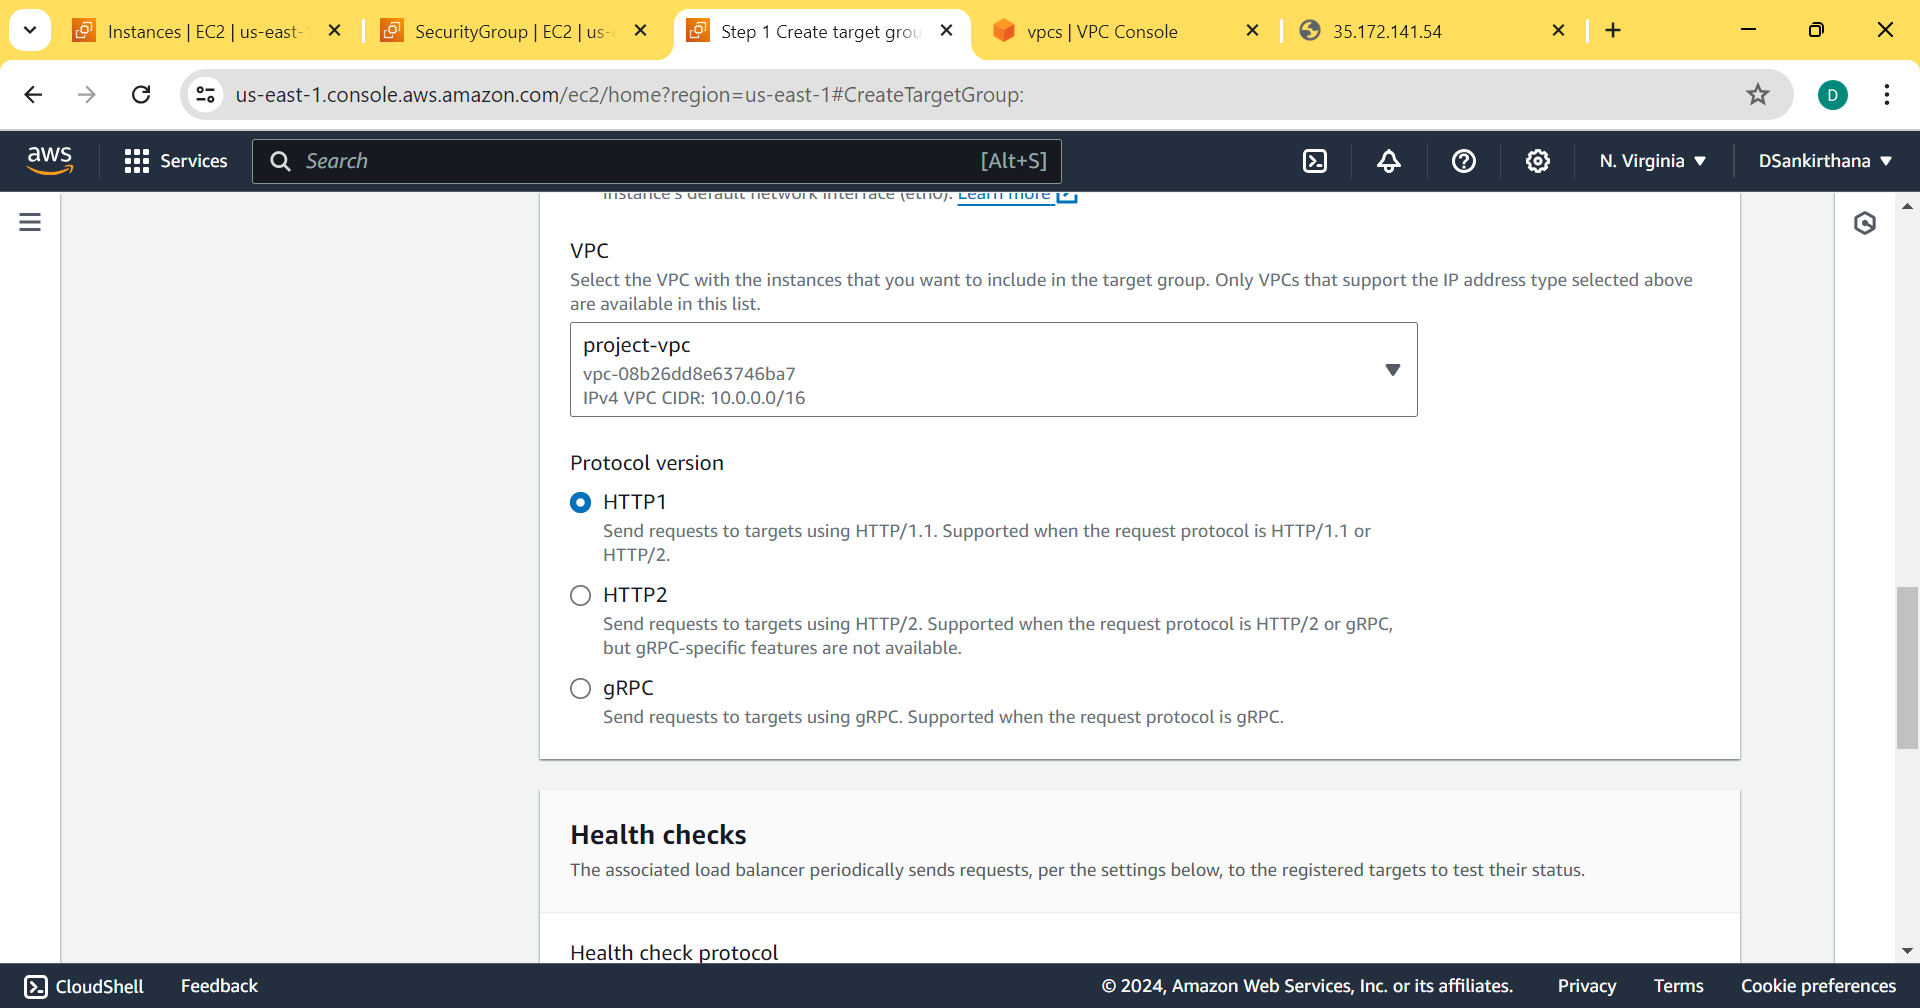 Instances | EC2 | us-east-
SecurityGroup | EC2 | us-
Step 1 Create target grou
vpcs | VPC Console
35.172.141.54
us-east-1.console.aws.amazon.com/ec2/home?region=us-east-1#CreateTargetGroup:
D
aws
Services
Search
[Alt+S]
N. Virginia
DSankirthana
instance's default network interface (eth0). Learn more
VPC
Select the VPC with the instances that you want to include in the target group. Only VPCs that support the IP address type selected above
are available in this list.
project-vpc
vpc-08b26dd8e63746ba7
IPv4 VPC CIDR: 10.0.0.0/16
Protocol version
HTTP1
Send requests to targets using HTTP/1.1. Supported when the request protocol is HTTP/1.1 or
HTTP/2.
HTTP2
Send requests to targets using HTTP/2. Supported when the request protocol is HTTP/2 or gRPC,
but gRPC-specific features are not available.
gRPC
Send requests to targets using gRPC. Supported when the request protocol is gRPC.
Health checks
The associated load balancer periodically sends requests, per the settings below, to the registered targets to test their status.
Health check protocol
CloudShell
Feedback
© 2024, Amazon Web Services, Inc. or its affiliates.
Privacy
Terms
Cookie preferences